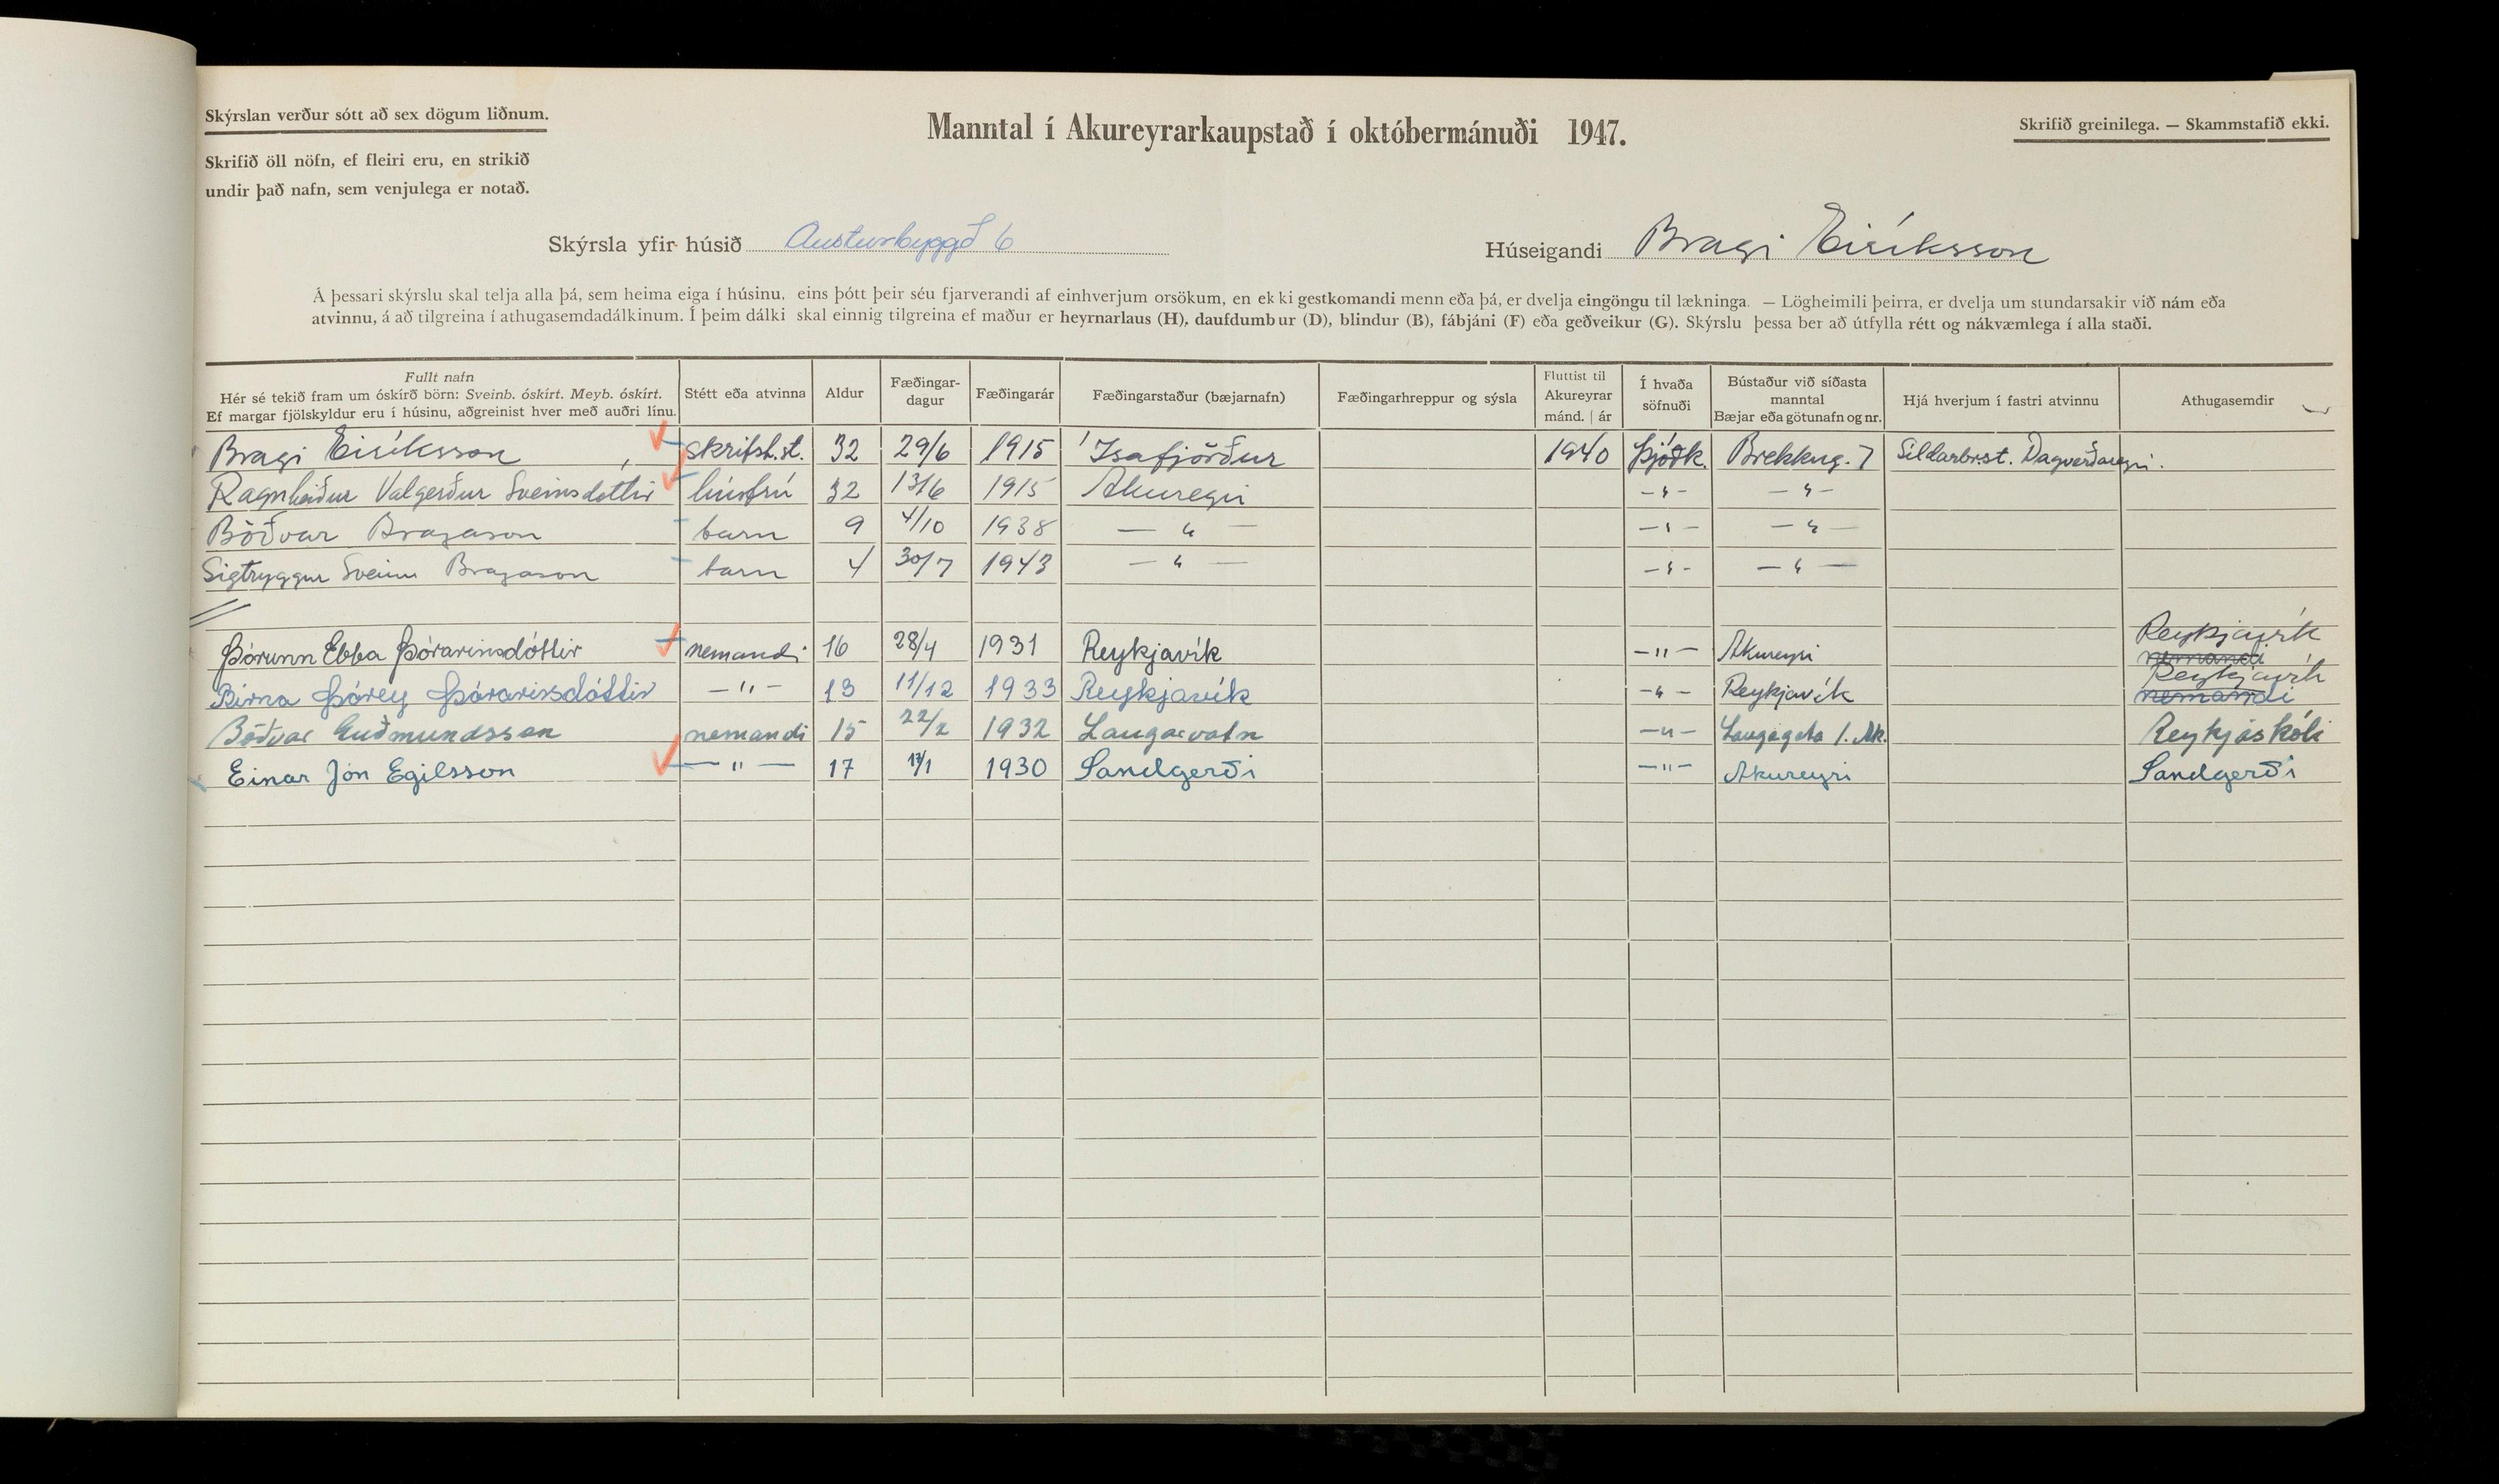 Skýrslan verður sótt að sex dögum liðnum.
Skrifið öll nöfn, ef fleiri eru, en strikið
undir það nafn, sem venjulega er notað.
Manntal í Akureyrarkaupstað í októbermánuði 1947.
Skrifið greinilega. — Skammstafið ekki.
Skýrsla yfir húsið Austurbyggð 6
Húseigandi Bragi Eiríksson
Á þessari skýrslu skal telja alla þá, sem heima eiga í húsinu, eins þótt þeir séu fjarverandi af einhverjum orsökum, en ekki gestkomandi menn eða þá, er dvelja eingöngu til lækninga. — Lögheimili þeirra, er dvelja um stundarsakir við nám eða
atvinnu, á að tilgreina í athugasemdadálkinum. Í þeim dálki skal einnig tilgreina ef maður er heyrnarlaus (H), daufdumbur (D), blindur (B), fábjáni (F) eða geðveikur (G). Skýrslu þessa ber að útfylla rétt og nákvæmlega í alla staði.
Fullt nafn
Hér sé tekið fram um óskírð börn: Sveinb. óskírt. Meyb. óskírt.
Ef margar fjölskyldur eru í húsinu, aðgreinist hver með auðri línu.
Stétt eða atvinna
Aldur
Fæðingar-
dagur
Fæðingarár
Fæðingarstaður (bæjarnafn)
Fæðingarhreppur og sýsla
Fluttist til
Akureyrar
mánd. | ár
Í hvaða
söfnuði
Bústaður við síðasta
manntal
Bæjar eða götunafn og nr.
Hjá hverjum í fastri atvinnu
Athugasemdir
Bragi Eiríksson skrifst.st. 32 29/6 1915 Ísafjörður 1940 Þjóðk. Brekkug. 7 Síldarbrst. Dagverðareyri.
Ragnheiður Valgerður Sveinsdóttir húsfrú 32 13/6 1915 Akureyri — " — — " —
Böðvar Bragason barn 9 4/10 1938 — " — — " — — " —
Sigtryggur Sveinn Bragason barn 4 30/7 1943 — " — — " — — " —
Þórunn Ebba Þórarinsdóttir nemandi 16 28/4 1931 Reykjavík — " — Akureyri Reykjavík nemandi
Birna Þórey Þórarinsdóttir — " — 13 11/12 1933 Reykjavík — " — Reykjavík Reykjavík nemandi
Böðvar Guðmundsson nemandi 15 22/2 1932 Laugarvatn — " — Laugagata 1. Ak. Reykjaskóli
Einar Jón Egilsson — " — 17 17/1 1930 Sandgerði — " — Akureyri Sandgerði